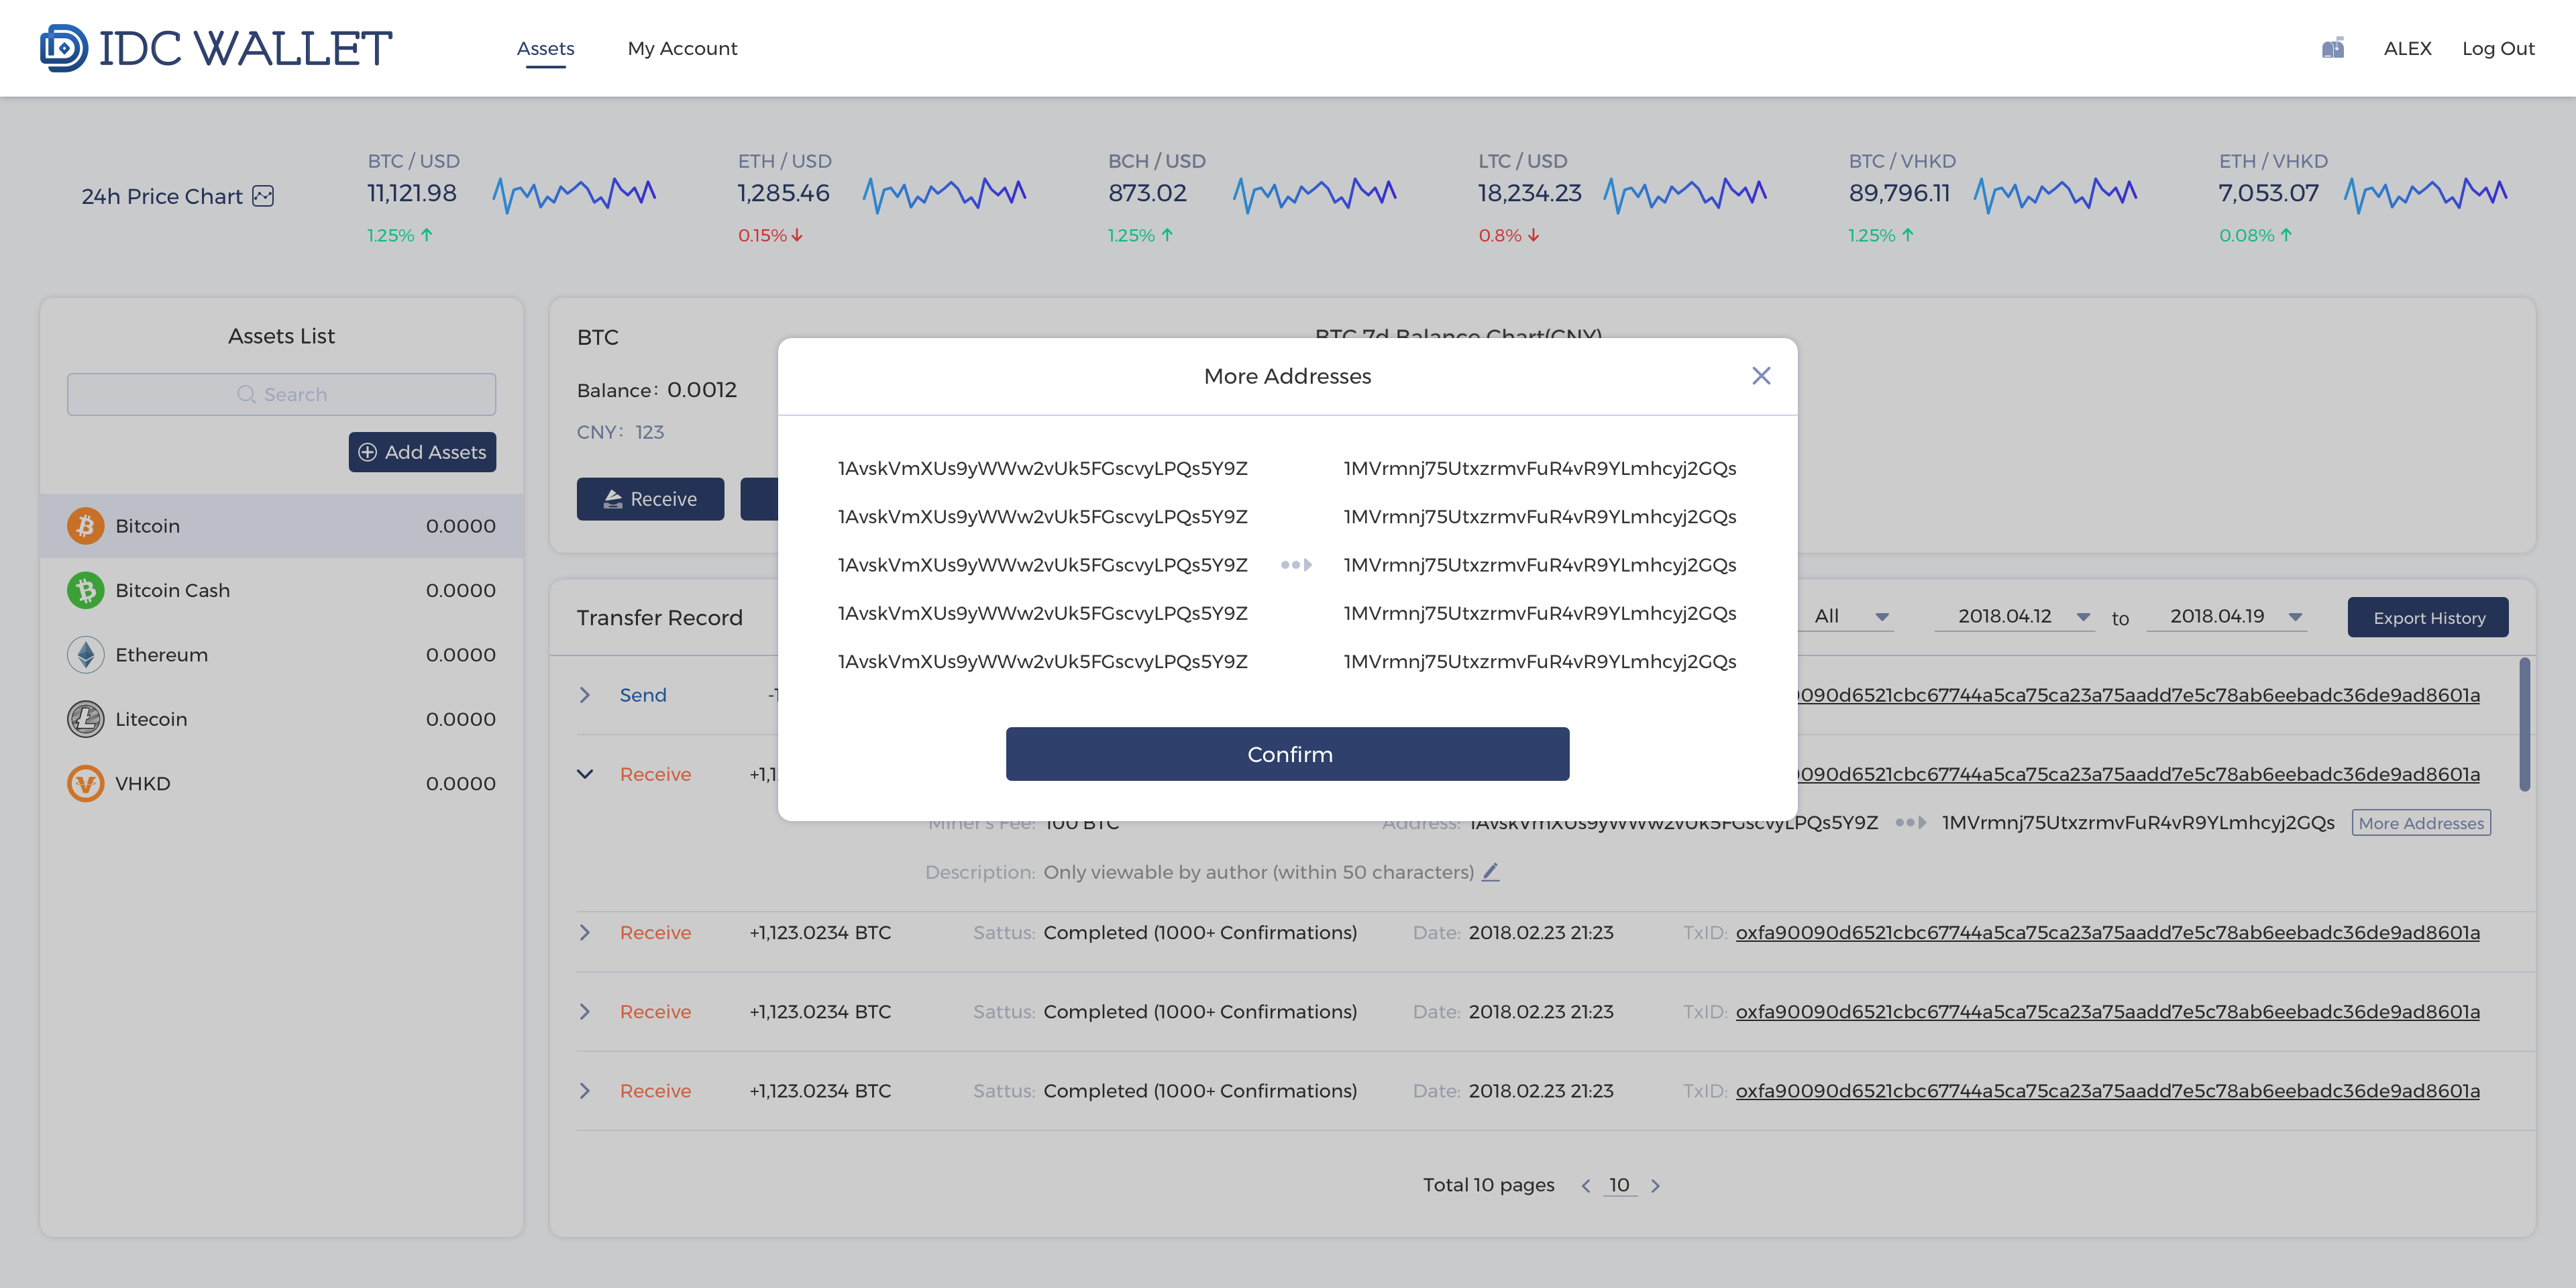 IDC WALLET Assets My Account ALEX Log Out
24h Price Chart
BTC / USD
11,121.98
1.25%
ETH / USD
1,285.46
0.15%
BCH / USD
873.02
1.25%
LTC / USD
18,234.23
0.8%
BTC / VHKD
89,796.11
1.25%
ETH / VHKD
7,053.07
0.08%
Assets List
Search
Add Assets
Bitcoin 0.0000
Bitcoin Cash 0.0000
Ethereum 0.0000
Litecoin 0.0000
VHKD 0.0000
BTC
BTC 7d Balance Chart(CNY)
Balance: 0.0012
CNY: 123
Receive
More Addresses
1AvskVmXUs9yWWw2vUk5FGscvyLPQs5Y9Z 1MVrmnj75UtxzrmvFuR4vR9YLmhcyj2GQs
1AvskVmXUs9yWWw2vUk5FGscvyLPQs5Y9Z 1MVrmnj75UtxzrmvFuR4vR9YLmhcyj2GQs
1AvskVmXUs9yWWw2vUk5FGscvyLPQs5Y9Z 1MVrmnj75UtxzrmvFuR4vR9YLmhcyj2GQs
1AvskVmXUs9yWWw2vUk5FGscvyLPQs5Y9Z 1MVrmnj75UtxzrmvFuR4vR9YLmhcyj2GQs
1AvskVmXUs9yWWw2vUk5FGscvyLPQs5Y9Z 1MVrmnj75UtxzrmvFuR4vR9YLmhcyj2GQs
Confirm
Transfer Record All 2018.04.12 to 2018.04.19 Export History
Send 0090d6521cbc67744a5ca75ca23a75aadd7e5c78ab6eebadc36de9ad8601a
Receive +1,1 0090d6521cbc67744a5ca75ca23a75aadd7e5c78ab6eebadc36de9ad8601a
Miner's Fee: 100 BTC Address: 1AvskVmXUs9yWWw2vUk5FGscvyLPQs5Y9Z 1MVrmnj75UtxzrmvFuR4vR9YLmhcyj2GQs More Addresses
Description: Only viewable by author (within 50 characters)
Receive +1,123.0234 BTC Sattus: Completed (1000+ Confirmations) Date: 2018.02.23 21:23 TxID: oxfa90090d6521cbc67744a5ca75ca23a75aadd7e5c78ab6eebadc36de9ad8601a
Receive +1,123.0234 BTC Sattus: Completed (1000+ Confirmations) Date: 2018.02.23 21:23 TxID: oxfa90090d6521cbc67744a5ca75ca23a75aadd7e5c78ab6eebadc36de9ad8601a
Receive +1,123.0234 BTC Sattus: Completed (1000+ Confirmations) Date: 2018.02.23 21:23 TxID: oxfa90090d6521cbc67744a5ca75ca23a75aadd7e5c78ab6eebadc36de9ad8601a
Total 10 pages 10